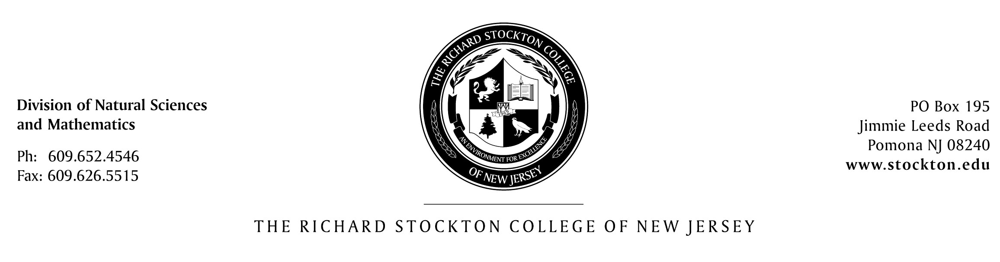 Division of Natural Sciences
and Mathematics
Ph: 609.652.4546
Fax: 609.626.5515
THE RICHARD STOCKTON COLLEGE
1969
AN ENVIRONMENT FOR EXCELLENCE
OF NEW JERSEY
PO Box 195
Jimmie Leeds Road
Pomona NJ 08240
www.stockton.edu
THE RICHARD STOCKTON COLLEGE OF NEW JERSEY